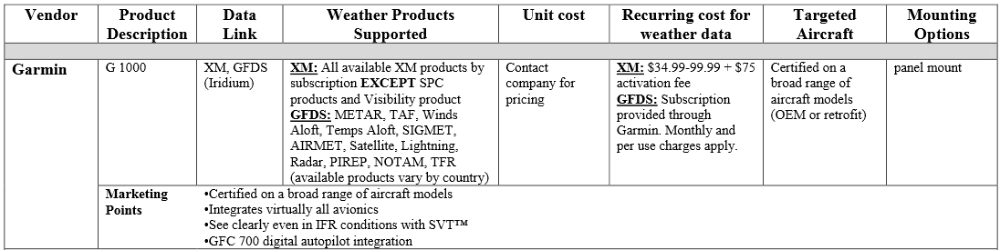 Vendor
Product
Description
Data
Link
Weather Products
Supported
Unit cost
Recurring cost for
weather data
Targeted
Aircraft
Mounting
Options
Garmin
G 1000
XM, GFDS
(Iridium)
XM: All available XM products by
subscription EXCEPT SPC
products and Visibility product
GFDS: METAR, TAF, Winds
Aloft, Temps Aloft, SIGMET,
AIRMET, Satellite, Lightning,
Radar, PIREP, NOTAM, TFR
(available products vary by country)
Contact
company for
pricing
XM: $34.99-99.99 + $75
activation fee
GFDS: Subscription
provided through
Garmin. Monthly and
per use charges apply.
Certified on a
broad range of
aircraft models
(OEM or retrofit)
panel mount
Marketing
Points
•Certified on a broad range of aircraft models
•Integrates virtually all avionics
•See clearly even in IFR conditions with SVT™
•GFC 700 digital autopilot integration